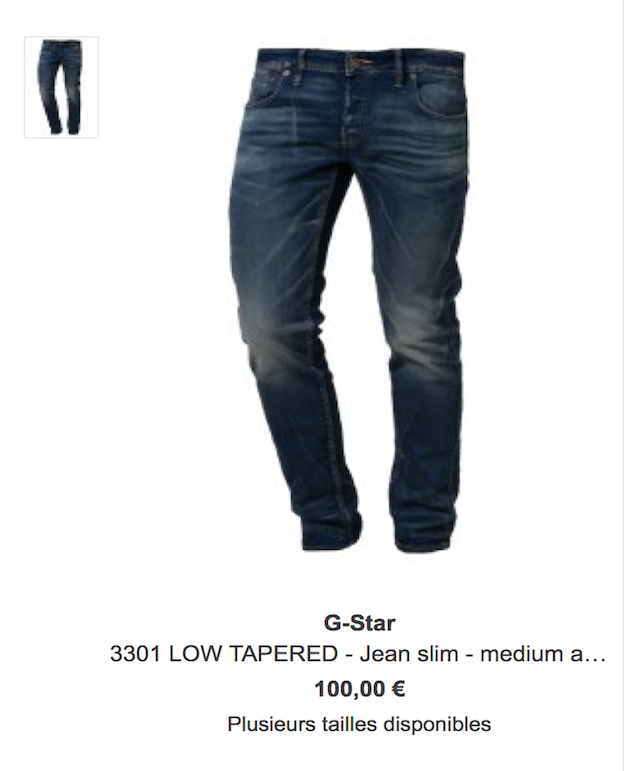 G-Star
3301 LOW TAPERED - Jean slim - medium a…
100,00 €
Plusieurs tailles disponibles